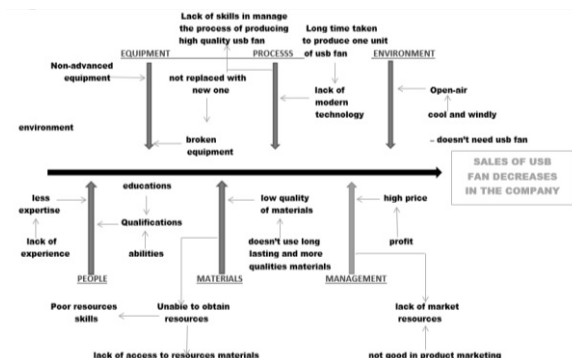 Lack of skills in manage
the process of producing
high quality usb fan
Long time taken
to produce one unit
of usb fan
EQUIPMENT
PROCESSS
ENVIRONMENT
Non-advanced
equipment
not replaced with
new one
lack of
modern
technology
Open-air
cool and windly
environment
broken
equipment
– doesn't need usb fan
SALES OF USB
FAN DECREASES
IN THE COMPANY
less
expertise
educations
low quality
of materials
high price
Qualifications
lack of
experience
abilities
doesn't use long
lasting and more
qualities materials
profit
PEOPLE
MATERIALS
MANAGEMENT
Poor resources
skills
Unable to obtain
resources
lack of market
resources
lack of access to resources materials
not good in product marketing